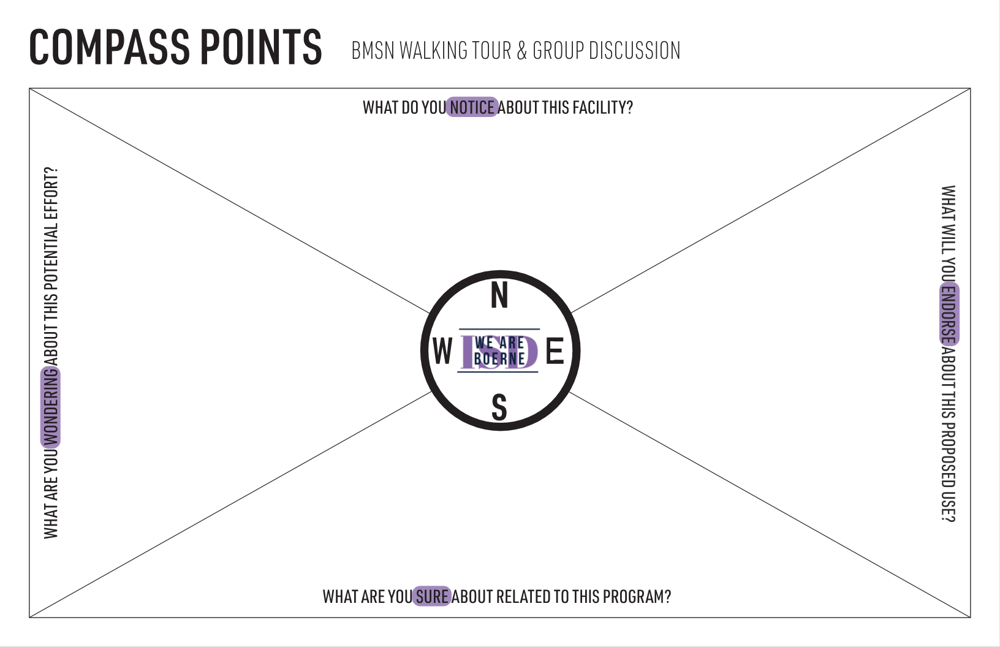 COMPASS POINTS
BMSN WALKING TOUR & GROUP DISCUSSION
WHAT DO YOU NOTICE ABOUT THIS FACILITY?
WHAT ARE YOU WONDERING ABOUT THIS POTENTIAL EFFORT?
WHAT WILL YOU ENDORSE ABOUT THIS PROPOSED USE?
N
W
ISD
WE ARE
BOERNE
E
S
WHAT ARE YOU SURE ABOUT RELATED TO THIS PROGRAM?